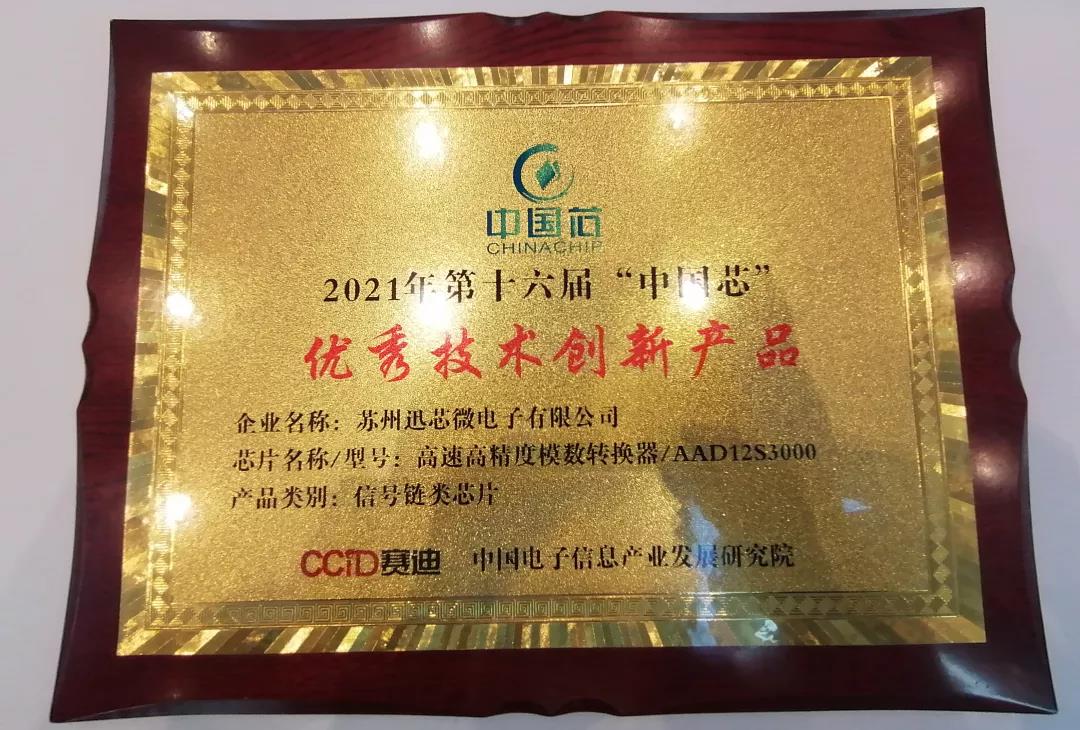 中国芯
CHINACHIP
2021年第十六届“中国芯”
优秀技术创新产品
企业名称：苏州迅芯微电子有限公司
芯片名称/型号：高速高精度模数转换器/AAD12S3000
产品类别：信号链类芯片
CCID赛迪 中国电子信息产业发展研究院